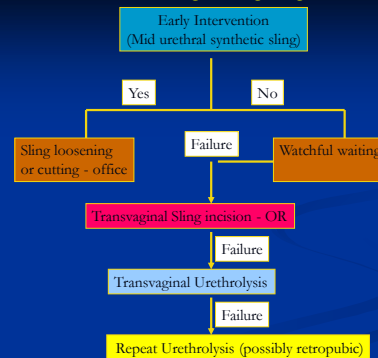 Early Intervention
(Mid urethral synthetic sling)
Yes
No
Sling loosening
or cutting - office
Failure
Watchful waiting
Transvaginal Sling incision - OR
Failure
Transvaginal Urethrolysis
Failure
Repeat Urethrolysis (possibly retropubic)